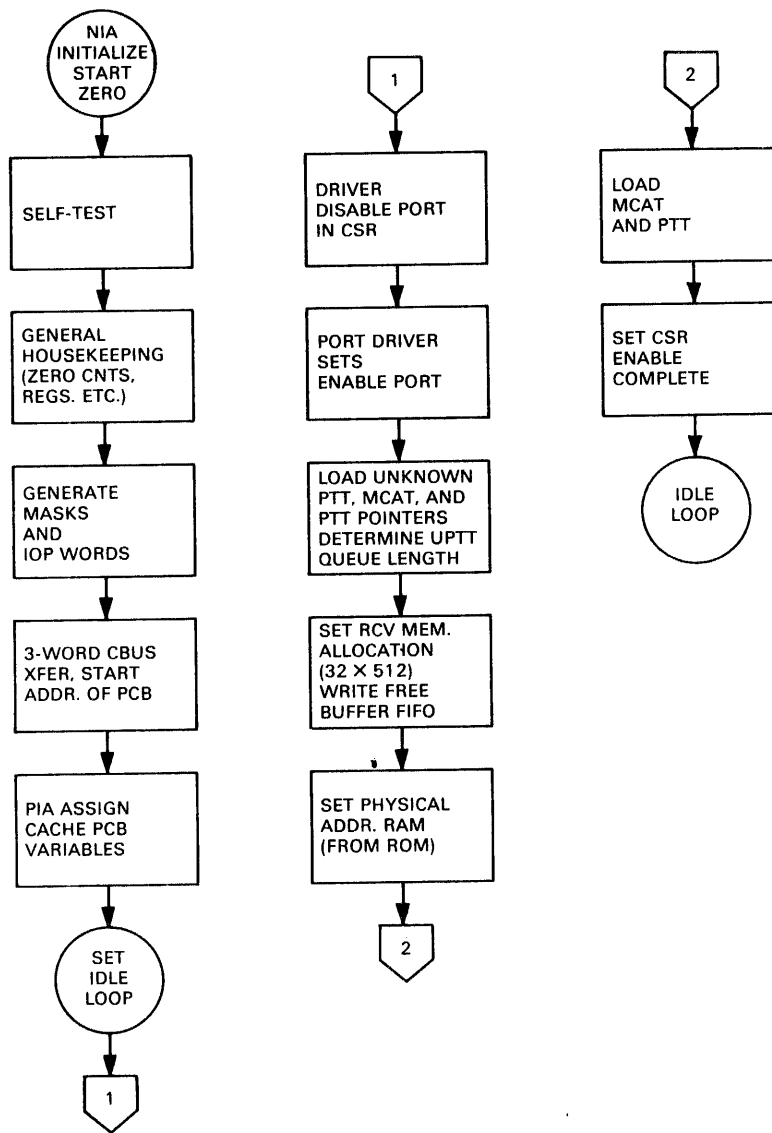 NIA
INITIALIZE
START
ZERO
SELF-TEST
GENERAL
HOUSEKEEPING
(ZERO CNTS,
REGS. ETC.)
GENERATE
MASKS
AND
IOP WORDS
3-WORD CBUS
XFER, START
ADDR. OF PCB
PIA ASSIGN
CACHE PCB
VARIABLES
SET
IDLE
LOOP
1
1
DRIVER
DISABLE PORT
IN CSR
PORT DRIVER
SETS
ENABLE PORT
LOAD UNKNOWN
PTT, MCAT, AND
PTT POINTERS
DETERMINE UPTT
QUEUE LENGTH
SET RCV MEM.
ALLOCATION
(32 X 512)
WRITE FREE
BUFFER FIFO
SET PHYSICAL
ADDR. RAM
(FROM ROM)
2
2
LOAD
MCAT
AND PTT
SET CSR
ENABLE
COMPLETE
IDLE
LOOP